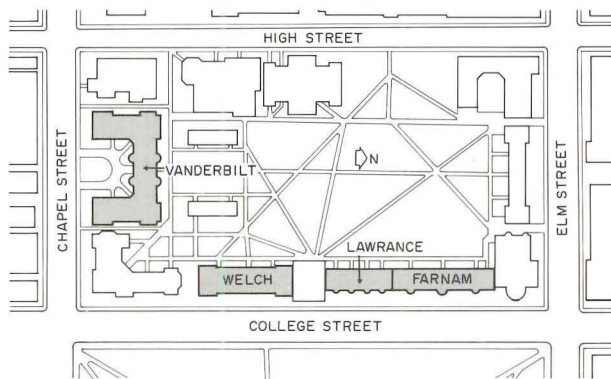 HIGH STREET
CHAPEL STREET
VANDERBILT
N
ELM STREET
LAWRANCE
WELCH
FARNAM
COLLEGE STREET